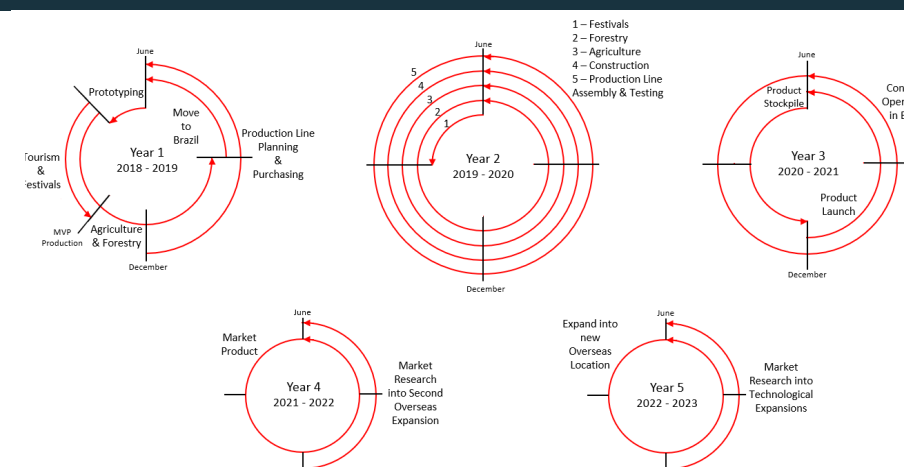 June
Prototyping
Move
to
Brazil
Year 1
2018 - 2019
Production Line
Planning
&
Purchasing
Tourism
&
Festivals
MVP
Production
Agriculture
& Forestry
December
1 – Festivals
2 – Forestry
3 – Agriculture
4 – Construction
5 – Production Line
Assembly & Testing
June
5
4
3
2
1
Year 2
2019 - 2020
December
June
Product
Stockpile
Year 3
2020 - 2021
Product
Launch
December
June
Market
Product
Year 4
2021 - 2022
Market
Research
into Second
Overseas
Expansion
June
Expand into
new
Overseas
Location
Year 5
2022 - 2023
Market
Research into
Technological
Expansions